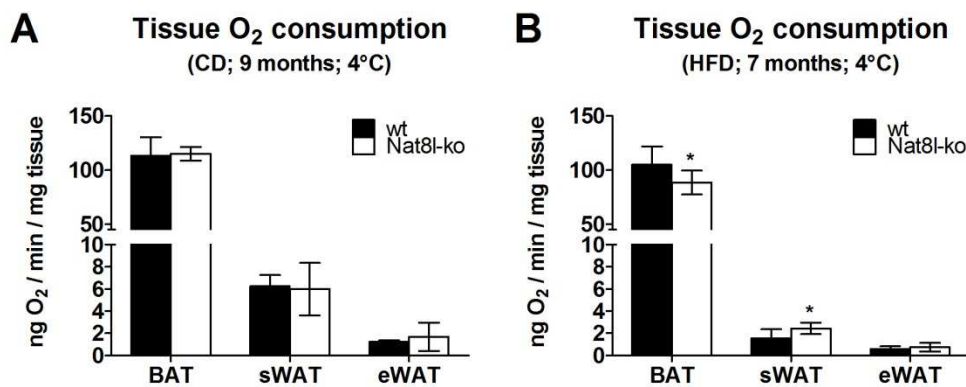 A
Tissue O₂ consumption
(CD; 9 months; 4°C)
ng O₂ / min / mg tissue
150
100
50
10
8
6
4
2
0
wt
Nat8l-ko
BAT sWAT eWAT
B
Tissue O₂ consumption
(HFD; 7 months; 4°C)
ng O₂ / min / mg tissue
150
100
50
10
8
6
4
2
0
wt
Nat8l-ko
*
*
BAT sWAT eWAT